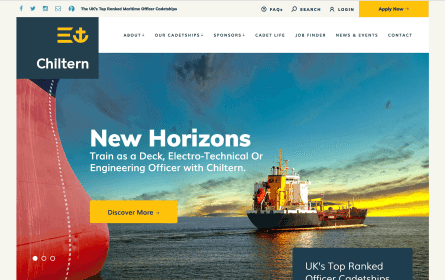 The UK's Top Ranked Maritime Officer Cadetships
FAQs
SEARCH
LOGIN
Apply Now →
Chiltern
ABOUT
OUR CADETSHIPS
SPONSORS
CADET LIFE
JOB FINDER
NEWS & EVENTS
CONTACT
New Horizons
Train as a Deck, Electro-Technical Or
Engineering Officer with Chiltern.
Discover More →
UK's Top Ranked
Officer Cadetships